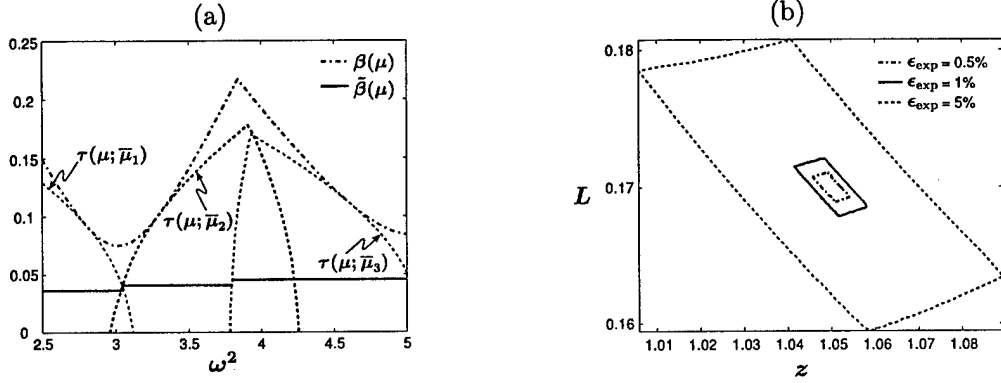 (a)
0.25
0.2
0.15
0.1
0.05
0
2.5 3 3.5 4 4.5 5
ω²
β(μ)
β̃(μ)
τ(μ; μ̅₁)
τ(μ; μ̅₂)
τ(μ; μ̅₃)
(b)
0.18
0.17
0.16
L
1.01 1.02 1.03 1.04 1.05 1.06 1.07 1.08
z
ϵexp = 0.5%
ϵexp = 1%
ϵexp = 5%